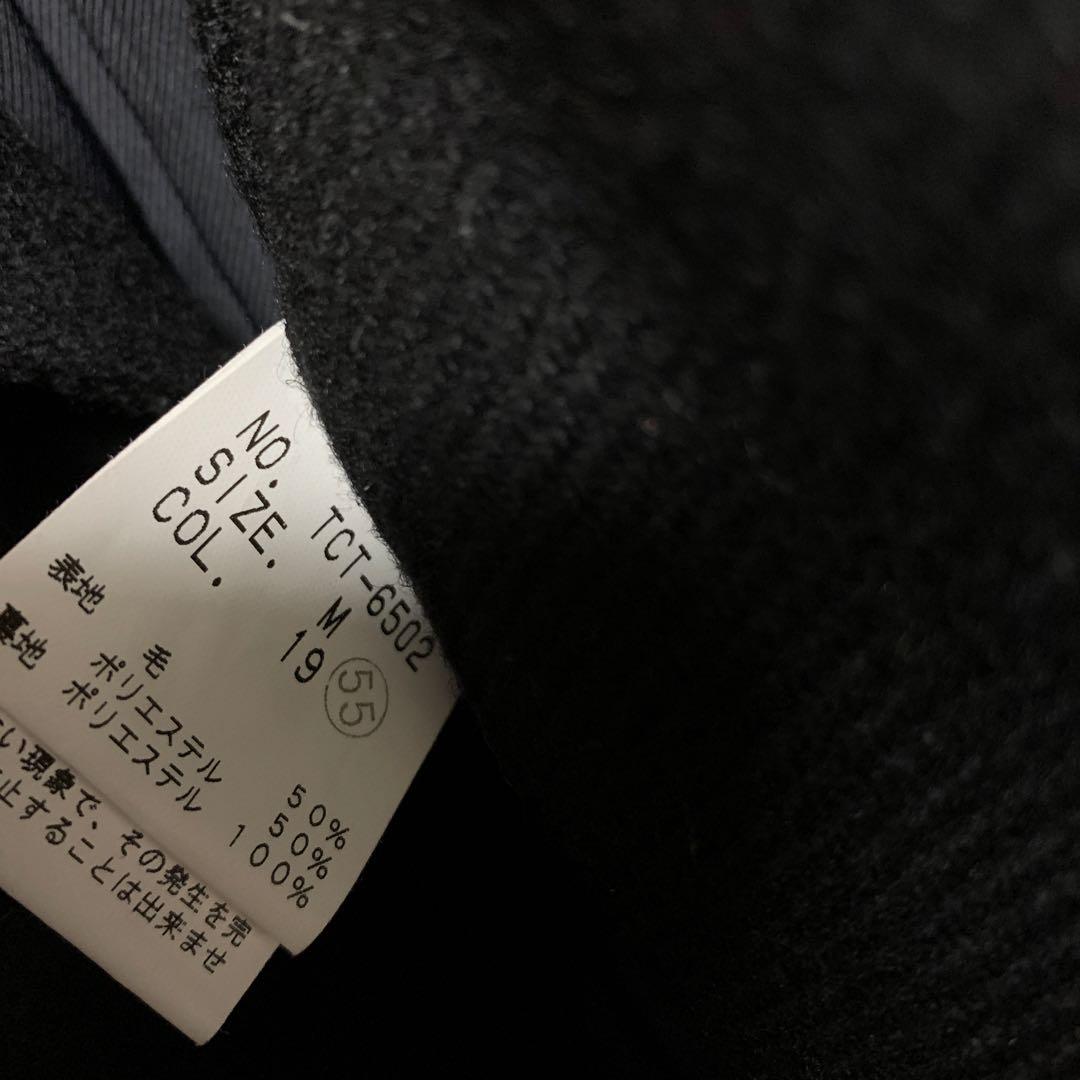 NO. TCT-6502
SIZE. M
COL. 19 55
表地 毛 50%
ポリエステル 50%
裏地 ポリエステル 100%
い現象で、その発生を完
止することは出来ませ